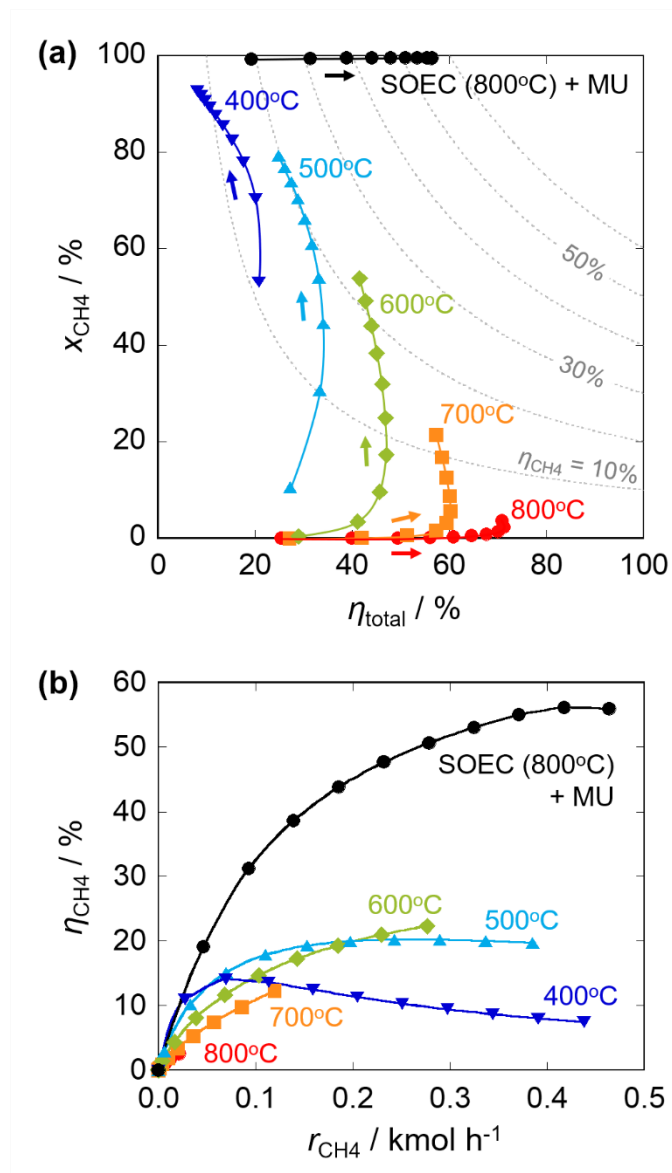 (a)
100
80
60
40
20
0
x_CH4 / %
SOEC (800°C) + MU
400°C
500°C
600°C
700°C
800°C
50%
30%
η_CH4 = 10%
0
20
40
60
80
100
η_total / %
(b)
60
50
40
30
20
10
0
η_CH4 / %
SOEC (800°C)
+ MU
600°C
500°C
400°C
700°C
800°C
0.0
0.1
0.2
0.3
0.4
0.5
r_CH4 / kmol h⁻¹